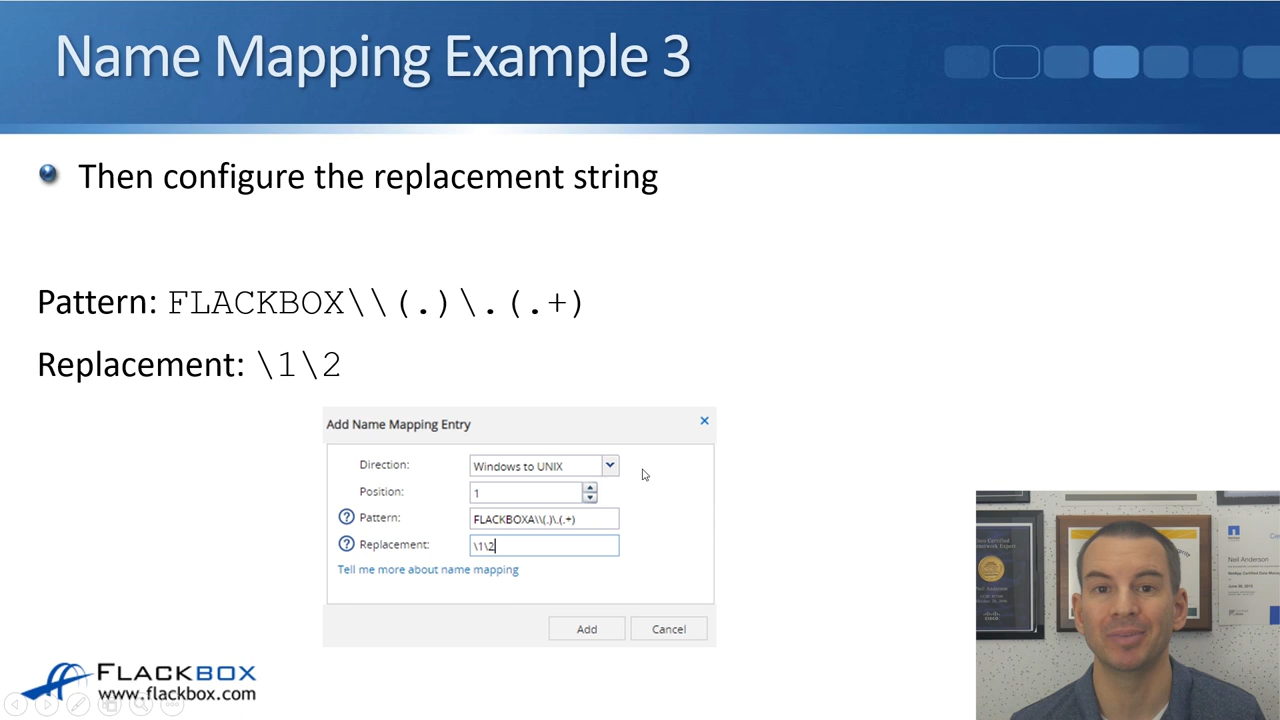 Name Mapping Example 3
Then configure the replacement string
Pattern: FLACKBOX\\(.)\.(.+)
Replacement: \1\2
Add Name Mapping Entry
Direction: Windows to UNIX
Position: 1
Pattern: FLACKBOXA\\(.)\.(.+)
Replacement: \1\2
Tell me more about name mapping
Add Cancel
Neil Anderson
FLACKBOX
www.flackbox.com